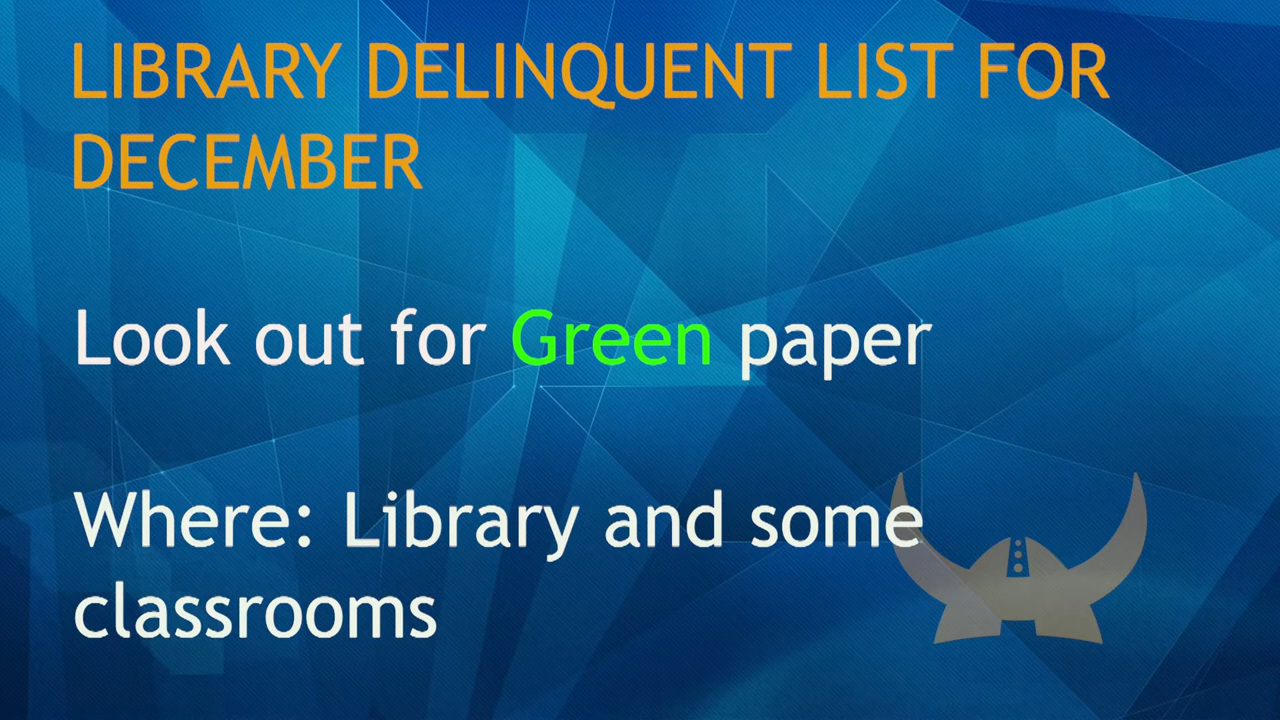 LIBRARY DELINQUENT LIST FOR
DECEMBER
Look out for Green paper
Where: Library and some
classrooms